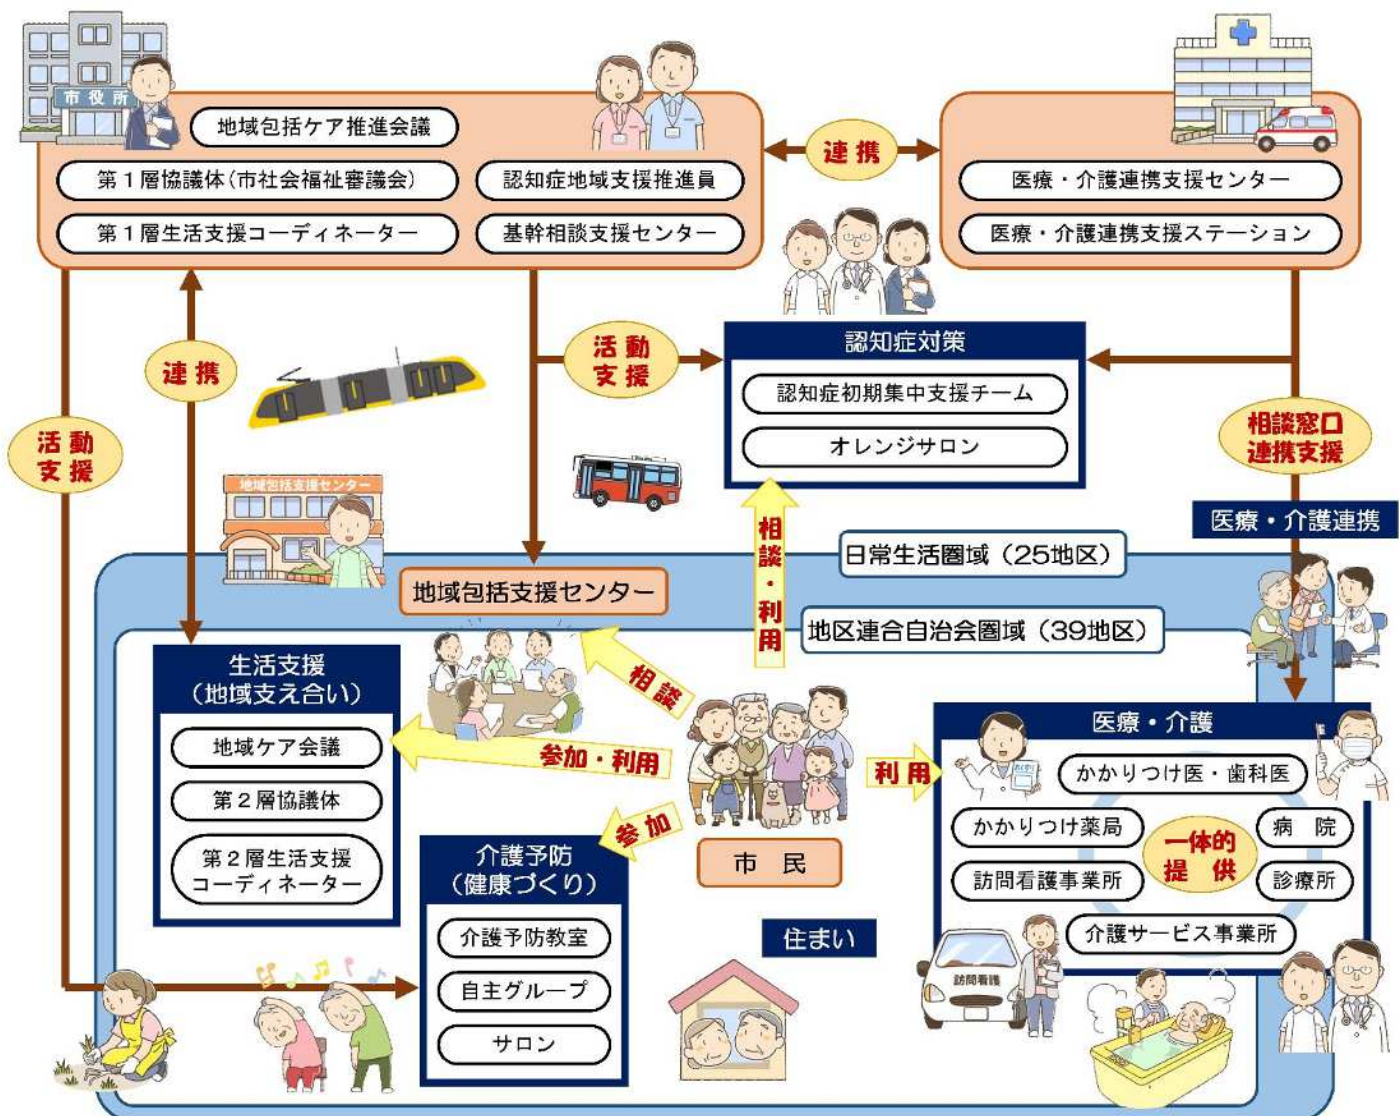 市役所
地域包括ケア推進会議
第1層協議体(市社会福祉審議会)
認知症地域支援推進員
第1層生活支援コーディネーター
基幹相談支援センター
連携
医療・介護連携支援センター
医療・介護連携支援ステーション
連携
活動
支援
活動
支援
認知症対策
認知症初期集中支援チーム
オレンジサロン
相談窓口
連携支援
医療・介護連携
地域包括支援センター
地域包括支援センター
日常生活圏域(25地区)
地区連合自治会圏域(39地区)
相談・利用
相談
参加・利用
参加
利用
市 民
住まい
生活支援
(地域支え合い)
地域ケア会議
第2層協議体
第2層生活支援
コーディネーター
介護予防
(健康づくり)
介護予防教室
自主グループ
サロン
医療・介護
かかりつけ医・歯科医
かかりつけ薬局
病 院
一体的
提 供
訪問看護事業所
診療所
介護サービス事業所
訪問看護